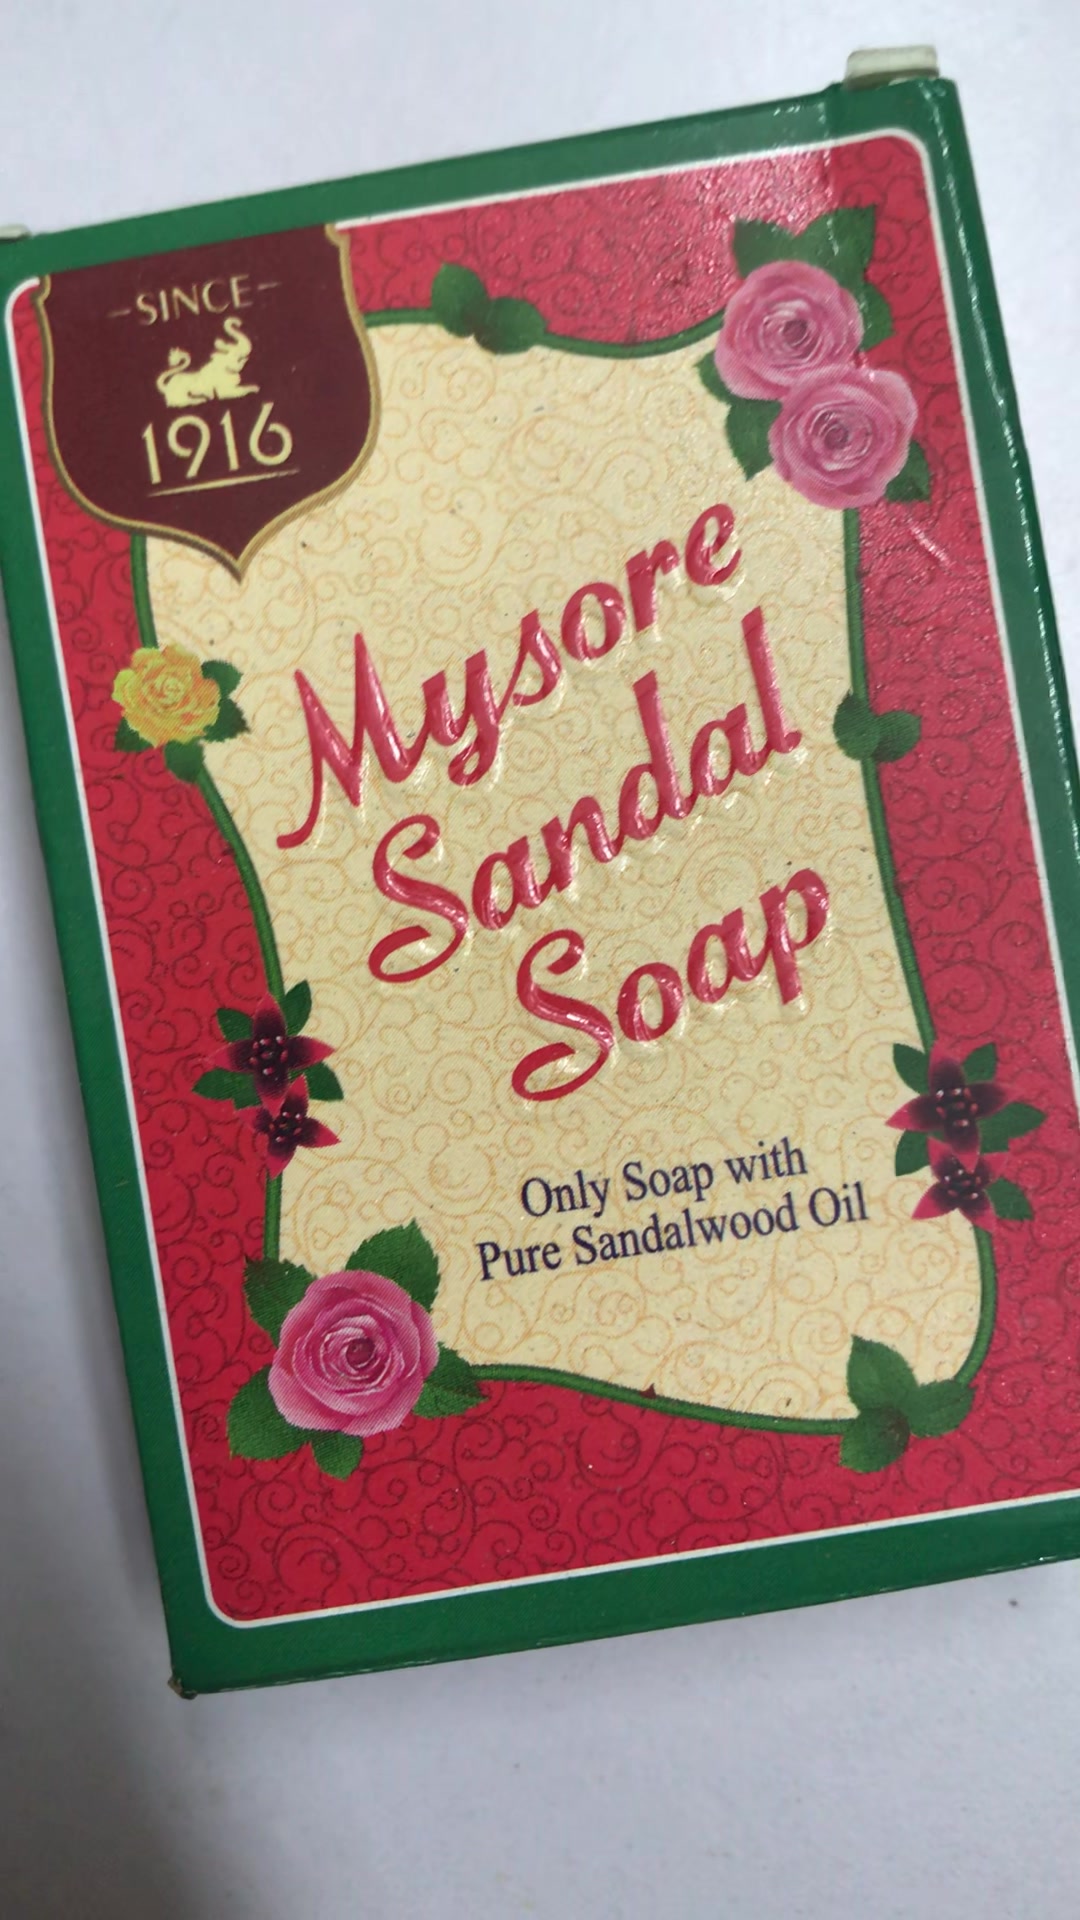 -SINCE-
1916
Mysore
Sandal
Soap
Only Soap with
Pure Sandalwood Oil